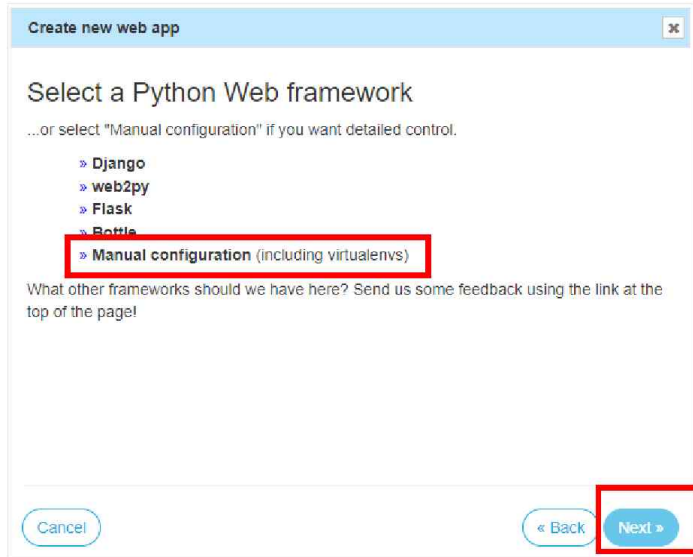 Create new web app
Select a Python Web framework
...or select "Manual configuration" if you want detailed control.
» Django
» web2py
» Flask
» Bottle
» Manual configuration (including virtualenvs)
What other frameworks should we have here? Send us some feedback using the link at the
top of the page!
Cancel
« Back
Next »